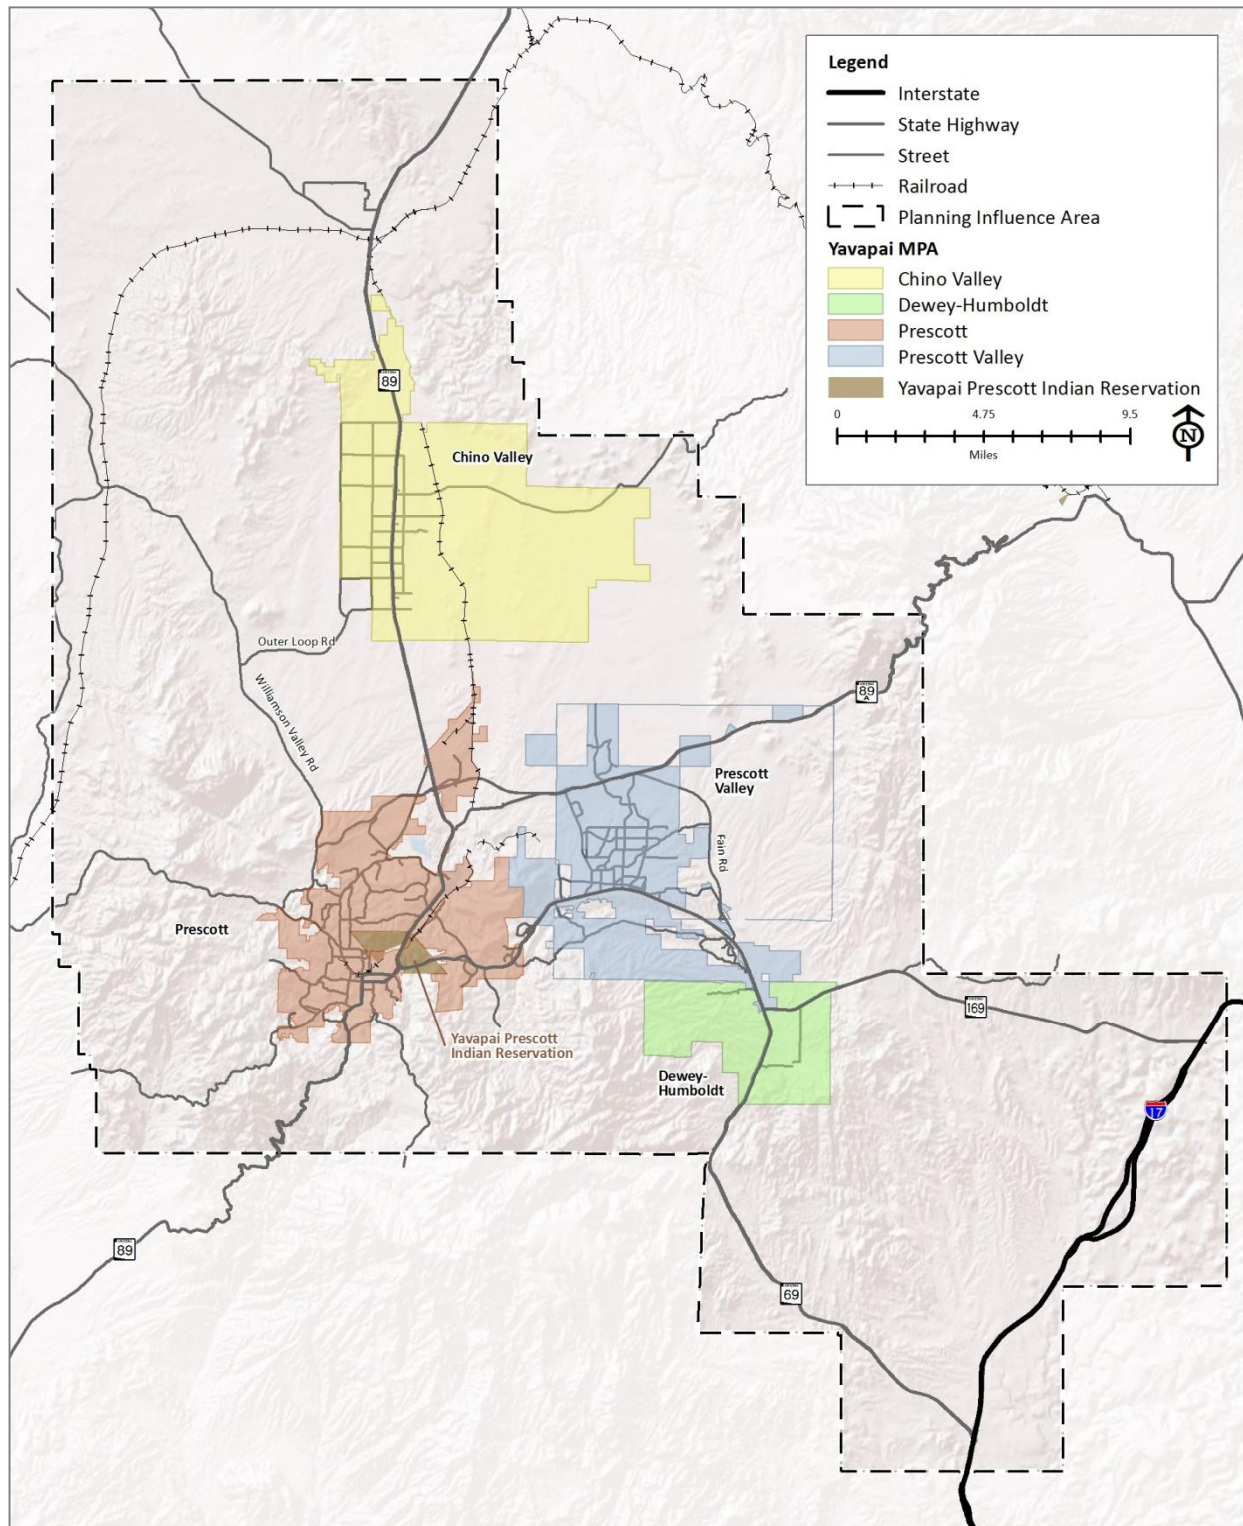 Legend
Interstate
State Highway
Street
Railroad
Planning Influence Area
Yavapai MPA
Chino Valley
Dewey-Humboldt
Prescott
Prescott Valley
Yavapai Prescott Indian Reservation
0 4.75 9.5
Miles
N
89
Chino Valley
Outer Loop Rd
Williamson Valley Rd
ARIZONA
89
A
Prescott
Valley
Fain Rd
Prescott
Yavapai Prescott
Indian Reservation
169
Dewey-
Humboldt
17
89
69